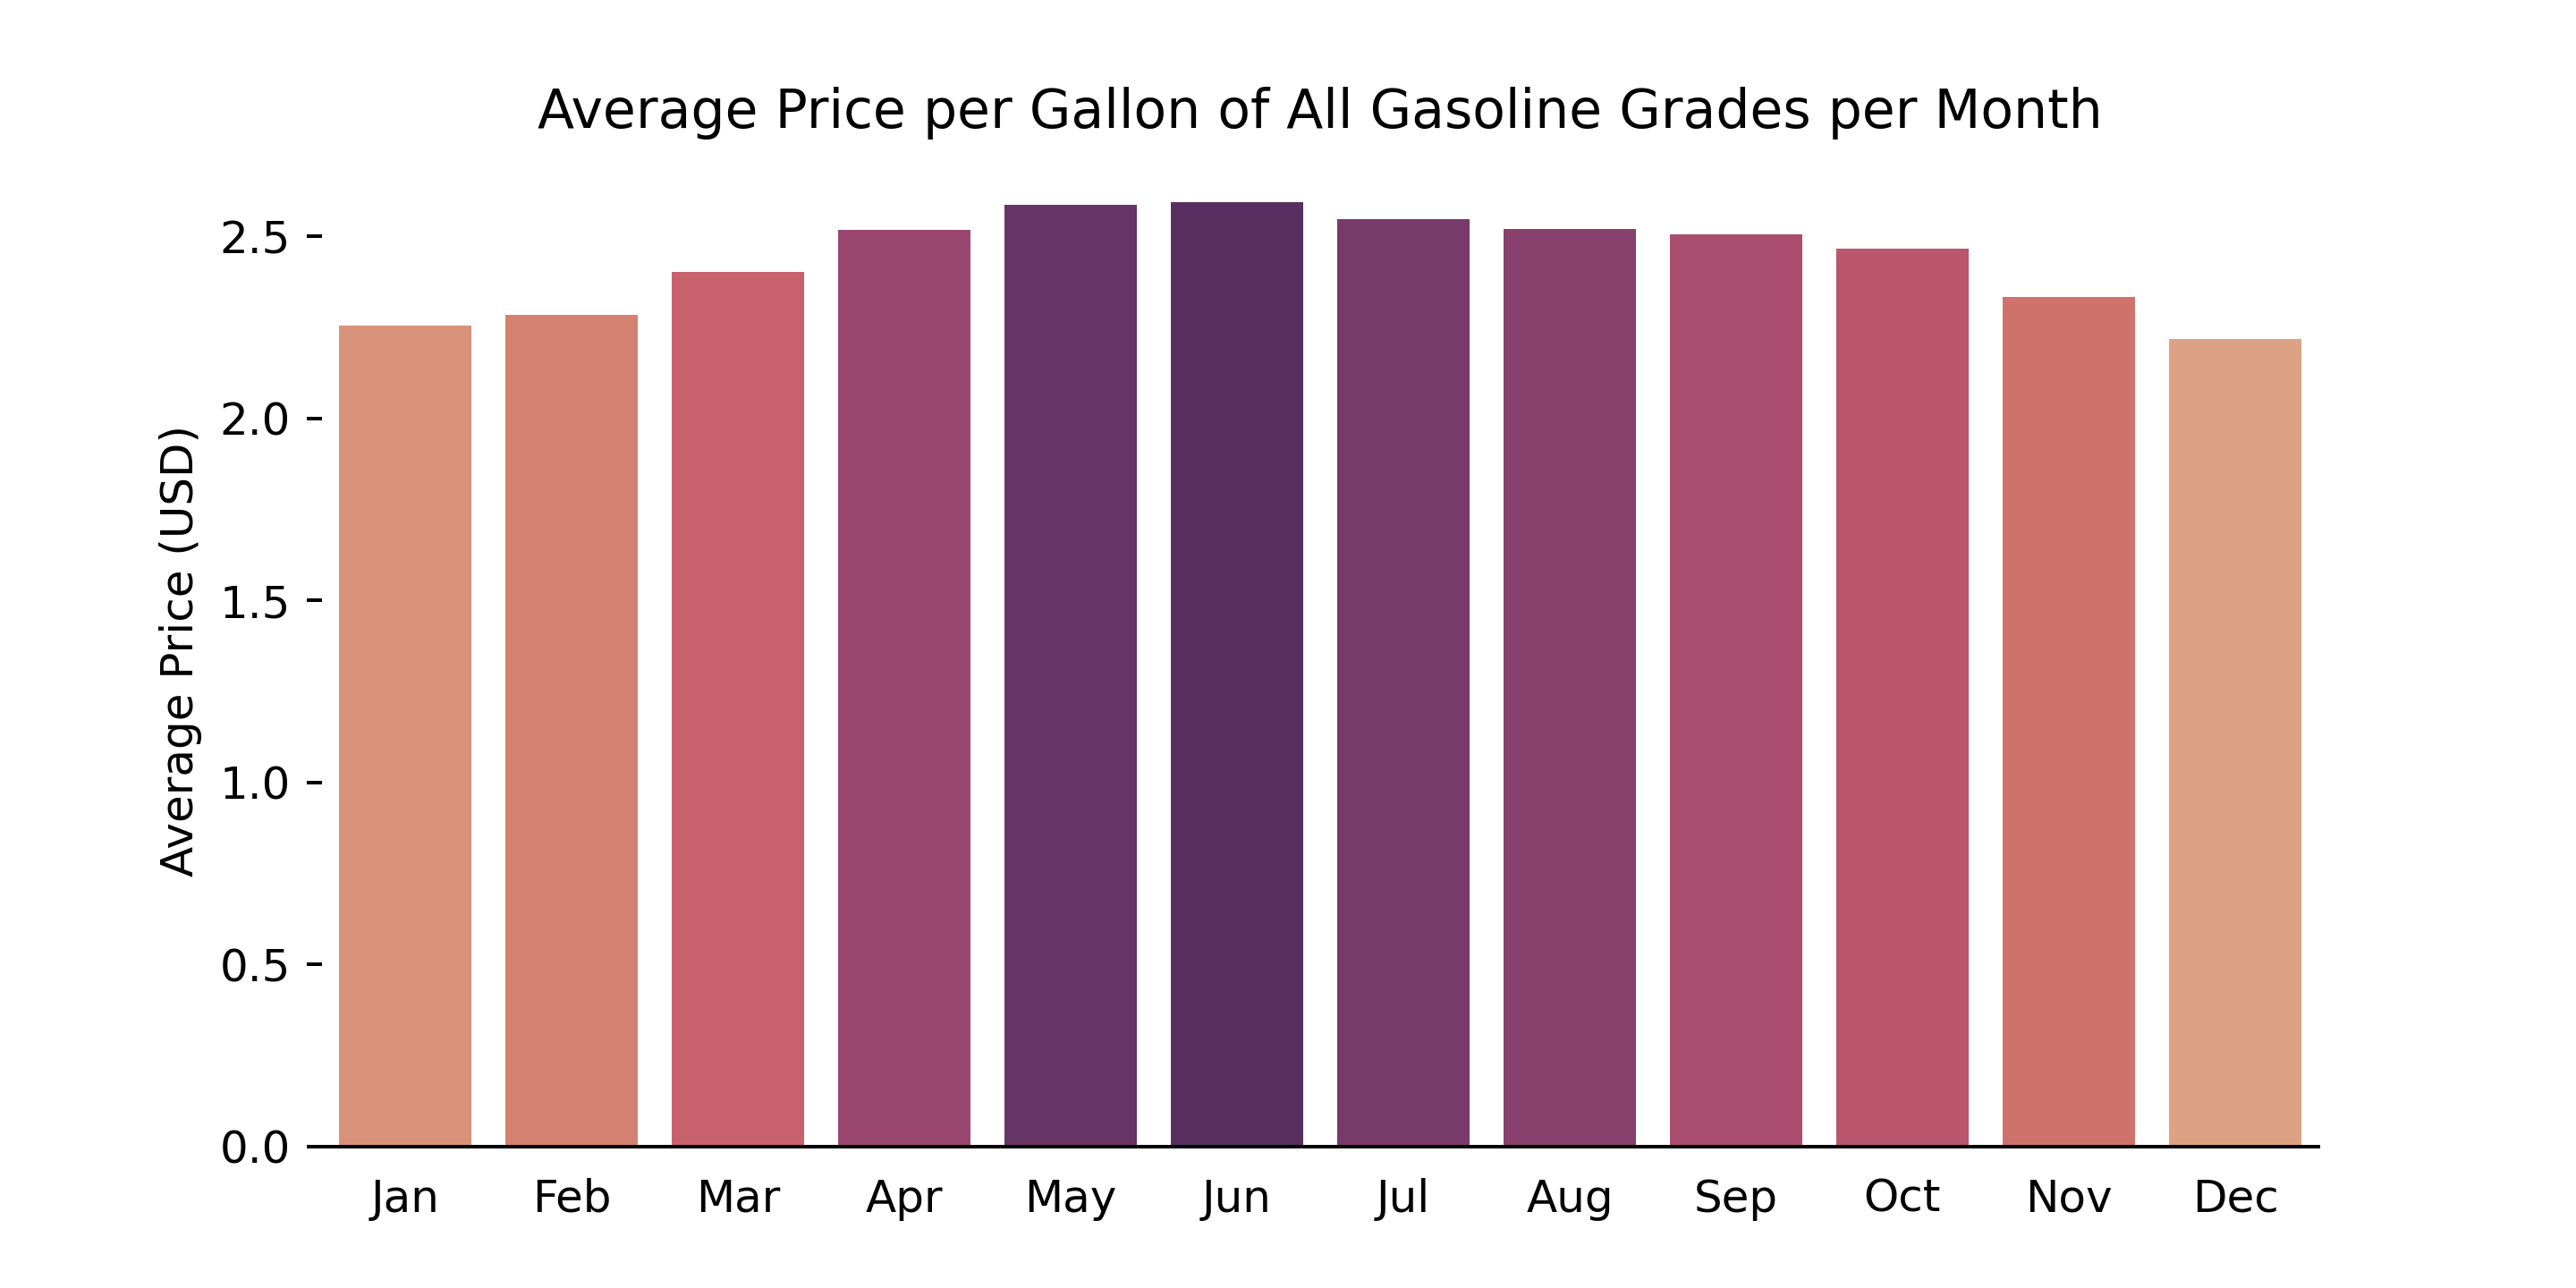 Average Price per Gallon of All Gasoline Grades per Month
Average Price (USD)
2.5
2.0
1.5
1.0
0.5
0.0
Jan Feb Mar Apr May Jun Jul Aug Sep Oct Nov Dec